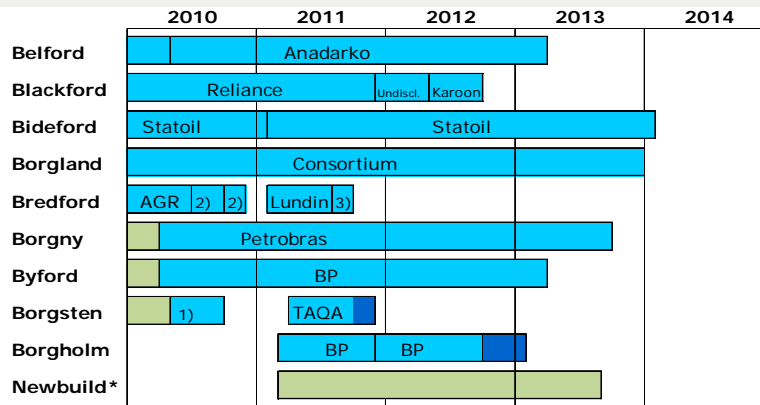 2010 2011 2012 2013 2014
Belford Anadarko
Blackford Reliance Undiscl. Karoon
Bideford Statoil Statoil
Borgland Consortium
Bredford AGR 2) 2) Lundin 3)
Borgny Petrobras
Byford BP
Borgsten 1) TAQA
Borgholm BP BP
Newbuild*